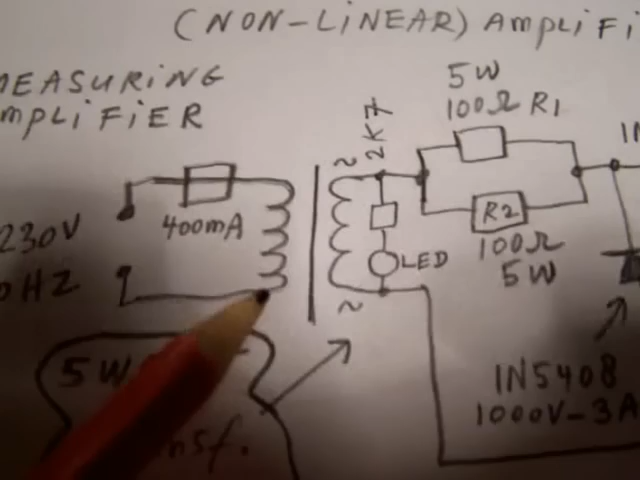 (NON-LINEAR) AMPLIFI
MEASURING
MPLIFIER
5W
100Ω R1
2K7
~
400mA
230V
HZ
R2
100Ω
5W
LED
~
5W
nsf.
1N5408
1000V-3A